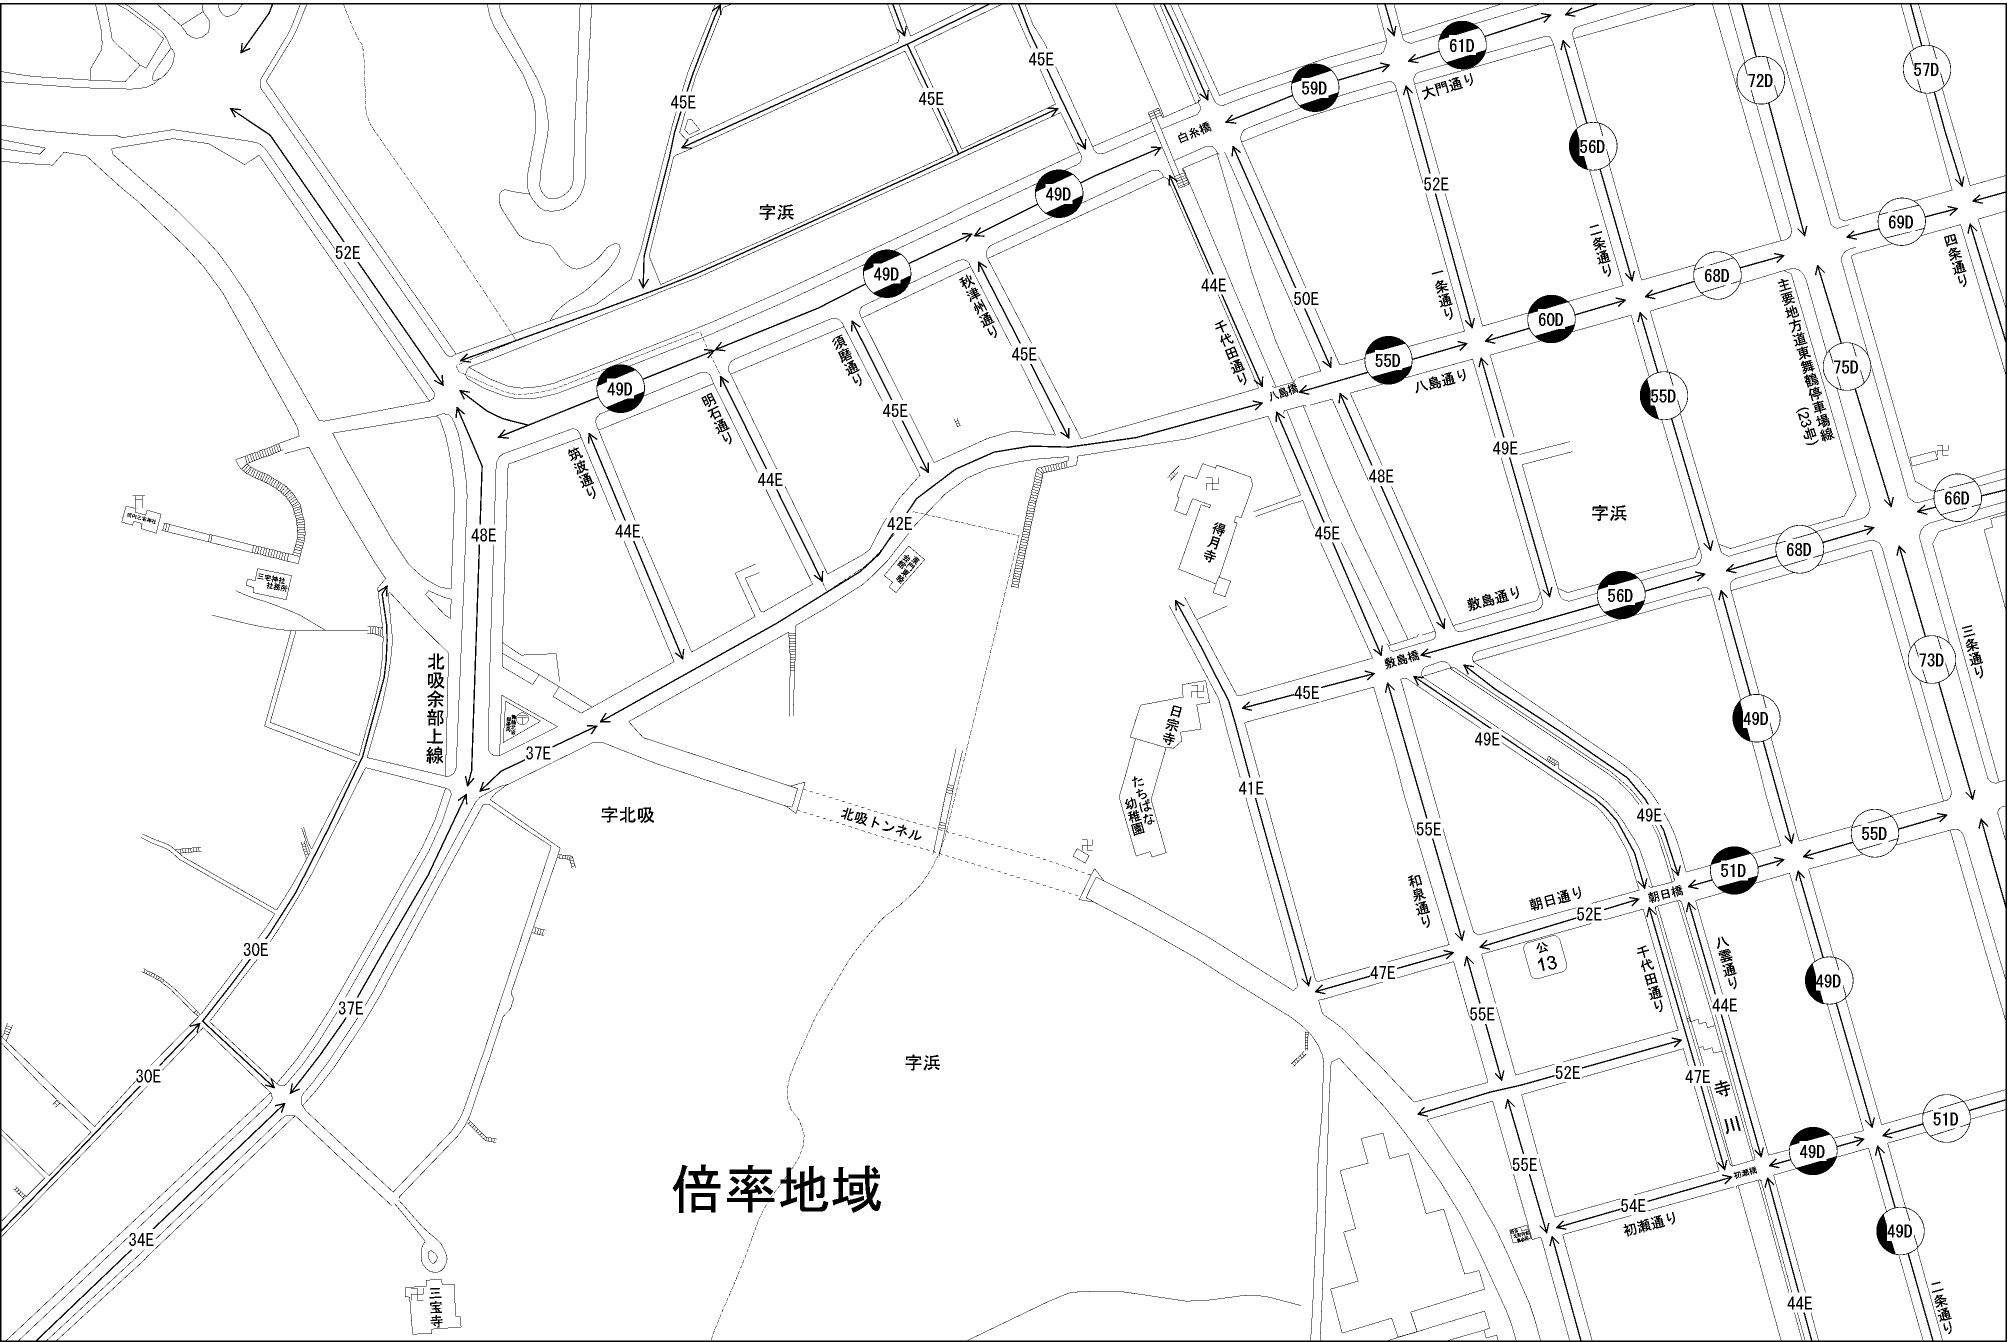 45E
45E
45E
61D
59D
大門通り
72D
57D
白糸橋
56D
52E
49D
69D
字浜
52E
49D
44E
50E
一条通り
二条通り
68D
四条通り
秋津州通り
60D
主要地方道東舞鶴停車場線
(23号)
須磨通り
45E
千代田通り
55D
八島通り
75D
49D
明石通り
45E
八島橋
55D
筑波通り
44E
49E
48E
66D
44E
48E
42E
45E
得月寺
字浜
68D
三宅神社
社務所
敷島通り
56D
北吸余部上線
敷島橋
三条通り
73D
45E
日宗寺
49D
49E
37E
41E
たちばな
幼稚園
字北吸
北吸トンネル
55E
49E
55D
51D
和泉通り
朝日通り
52E
朝日橋
30E
公
13
千代田通り
八雲通り
47E
49D
37E
55E
44E
字浜
30E
52E
47E
寺川
51D
49D
倍率地域
55E
初瀬橋
54E
初瀬通り
34E
49D
三宝寺
44E
二条通り